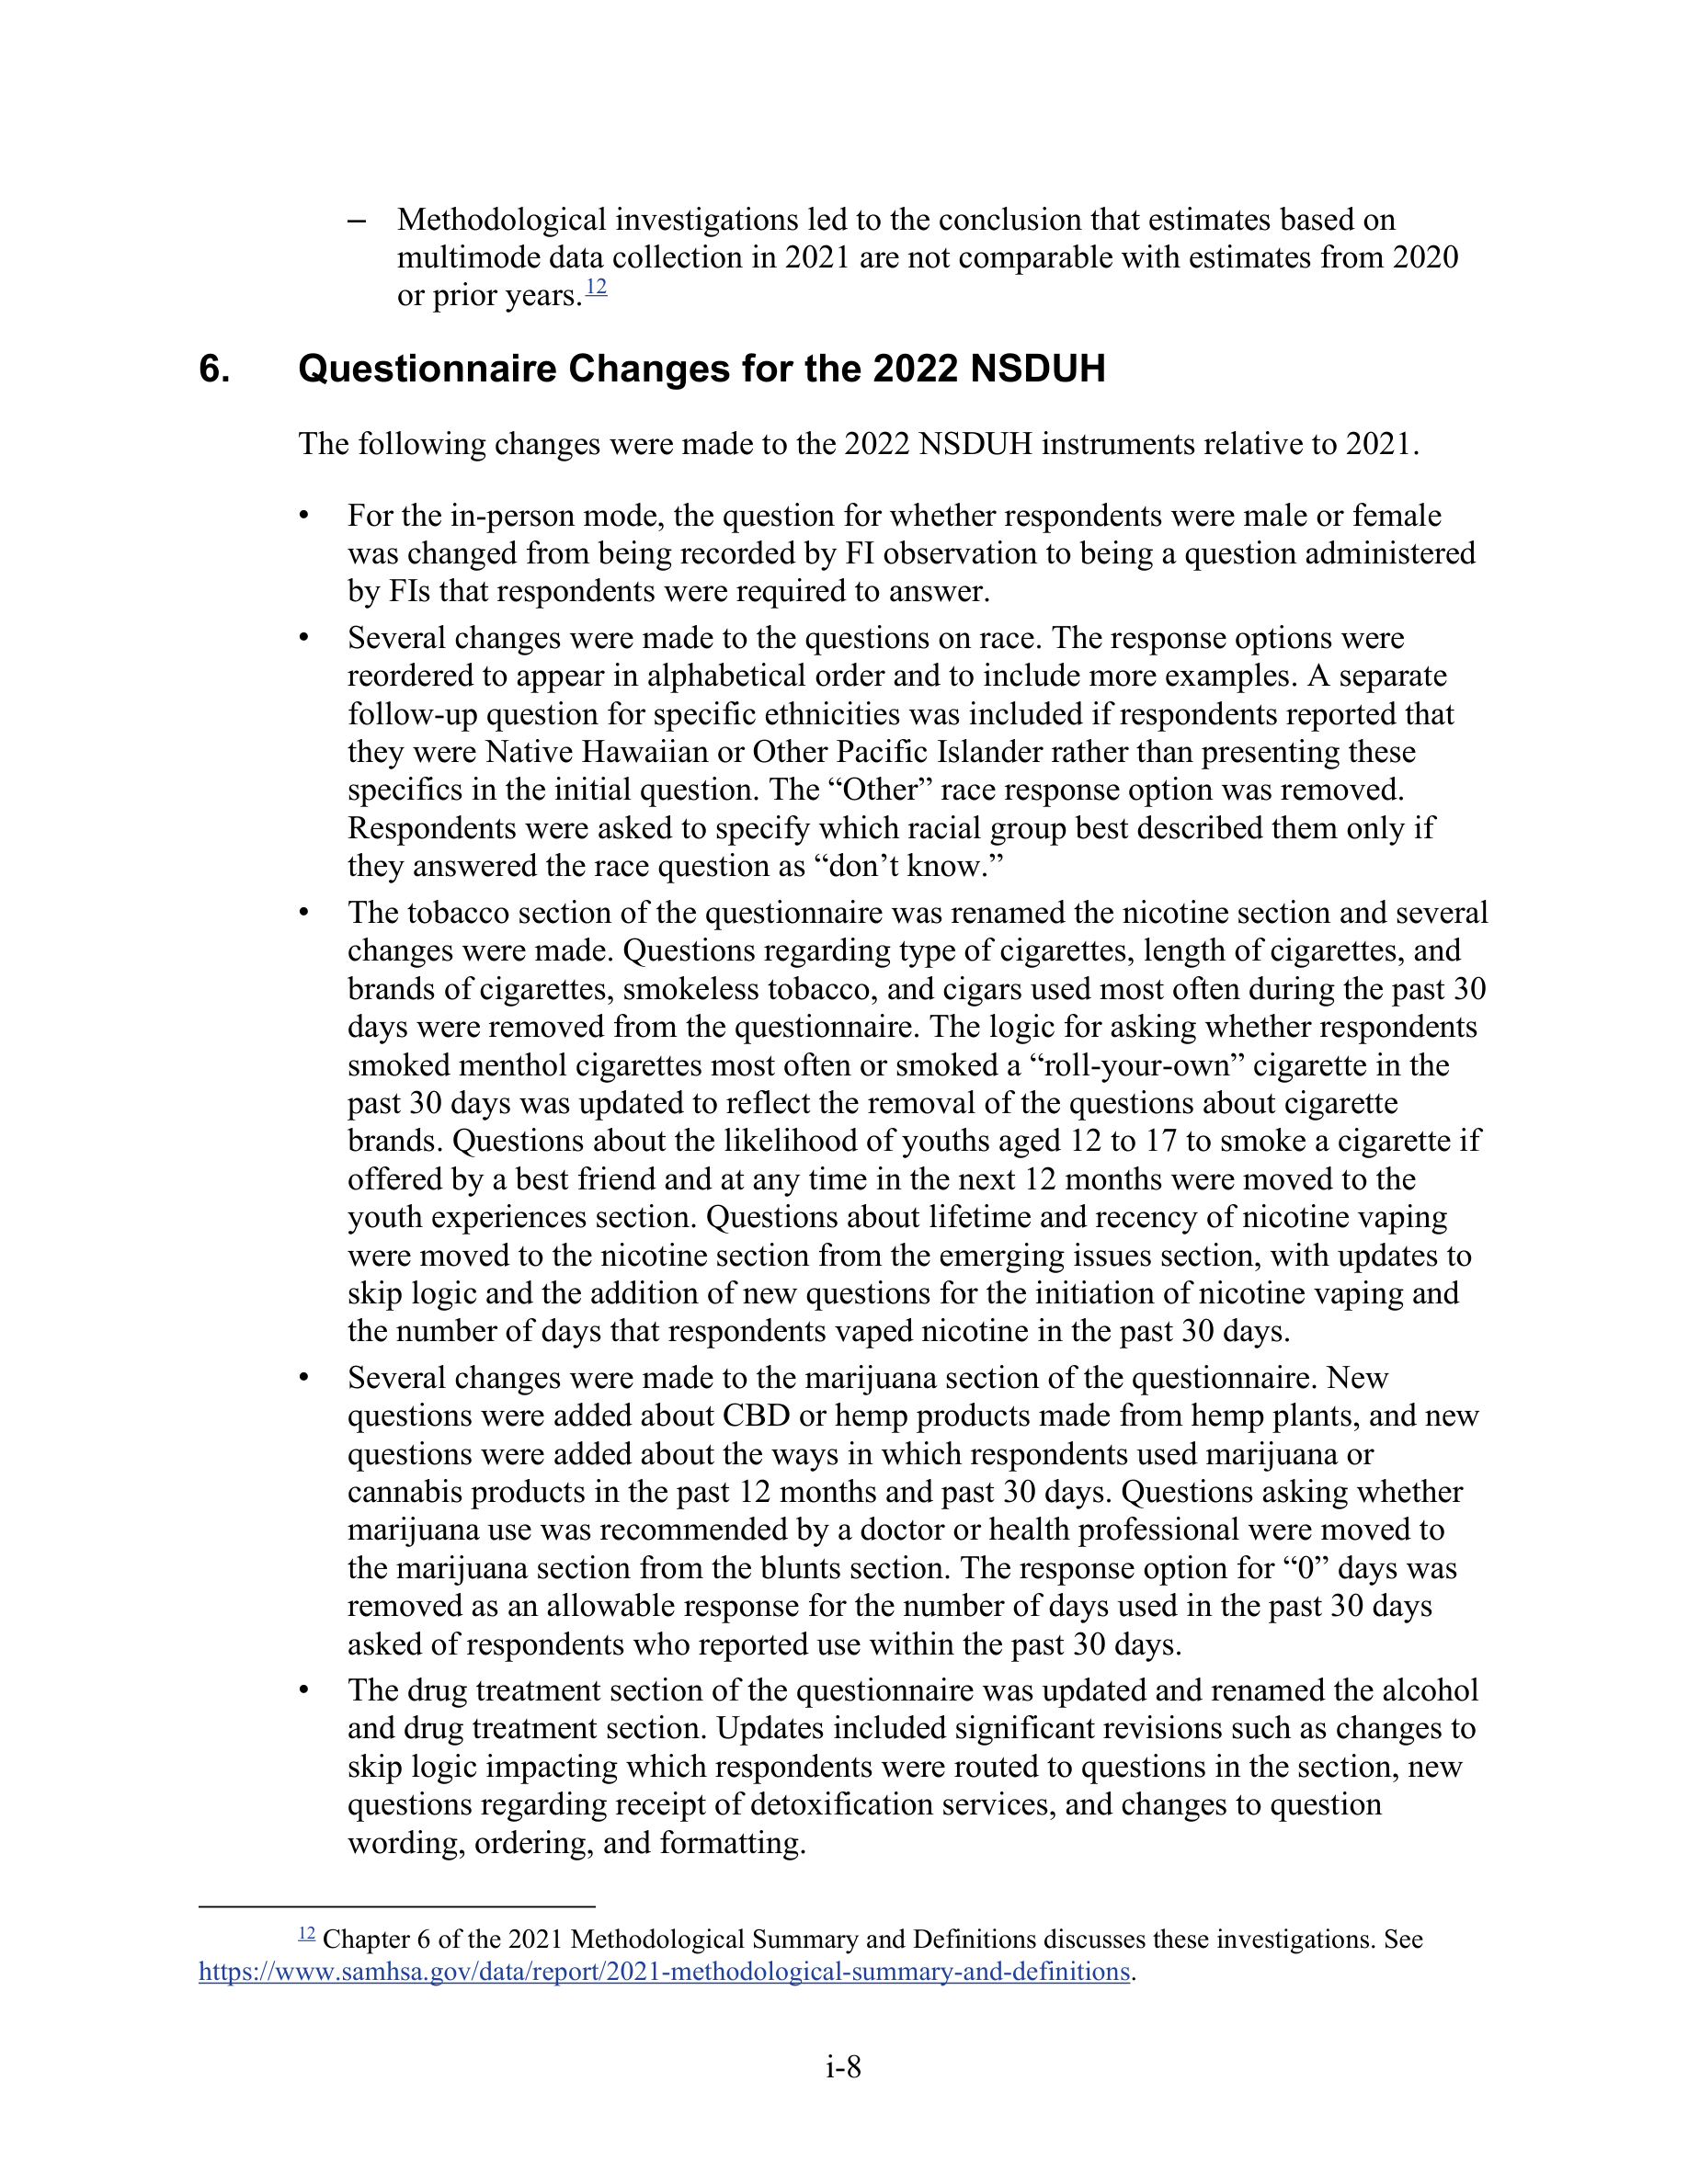 – Methodological investigations led to the conclusion that estimates based on
multimode data collection in 2021 are not comparable with estimates from 2020
or prior years.12
6. Questionnaire Changes for the 2022 NSDUH
The following changes were made to the 2022 NSDUH instruments relative to 2021.
• For the in-person mode, the question for whether respondents were male or female
was changed from being recorded by FI observation to being a question administered
by FIs that respondents were required to answer.
• Several changes were made to the questions on race. The response options were
reordered to appear in alphabetical order and to include more examples. A separate
follow-up question for specific ethnicities was included if respondents reported that
they were Native Hawaiian or Other Pacific Islander rather than presenting these
specifics in the initial question. The “Other” race response option was removed.
Respondents were asked to specify which racial group best described them only if
they answered the race question as “don’t know.”
• The tobacco section of the questionnaire was renamed the nicotine section and several
changes were made. Questions regarding type of cigarettes, length of cigarettes, and
brands of cigarettes, smokeless tobacco, and cigars used most often during the past 30
days were removed from the questionnaire. The logic for asking whether respondents
smoked menthol cigarettes most often or smoked a “roll-your-own” cigarette in the
past 30 days was updated to reflect the removal of the questions about cigarette
brands. Questions about the likelihood of youths aged 12 to 17 to smoke a cigarette if
offered by a best friend and at any time in the next 12 months were moved to the
youth experiences section. Questions about lifetime and recency of nicotine vaping
were moved to the nicotine section from the emerging issues section, with updates to
skip logic and the addition of new questions for the initiation of nicotine vaping and
the number of days that respondents vaped nicotine in the past 30 days.
• Several changes were made to the marijuana section of the questionnaire. New
questions were added about CBD or hemp products made from hemp plants, and new
questions were added about the ways in which respondents used marijuana or
cannabis products in the past 12 months and past 30 days. Questions asking whether
marijuana use was recommended by a doctor or health professional were moved to
the marijuana section from the blunts section. The response option for “0” days was
removed as an allowable response for the number of days used in the past 30 days
asked of respondents who reported use within the past 30 days.
• The drug treatment section of the questionnaire was updated and renamed the alcohol
and drug treatment section. Updates included significant revisions such as changes to
skip logic impacting which respondents were routed to questions in the section, new
questions regarding receipt of detoxification services, and changes to question
wording, ordering, and formatting.
12 Chapter 6 of the 2021 Methodological Summary and Definitions discusses these investigations. See
https://www.samhsa.gov/data/report/2021-methodological-summary-and-definitions.
i-8